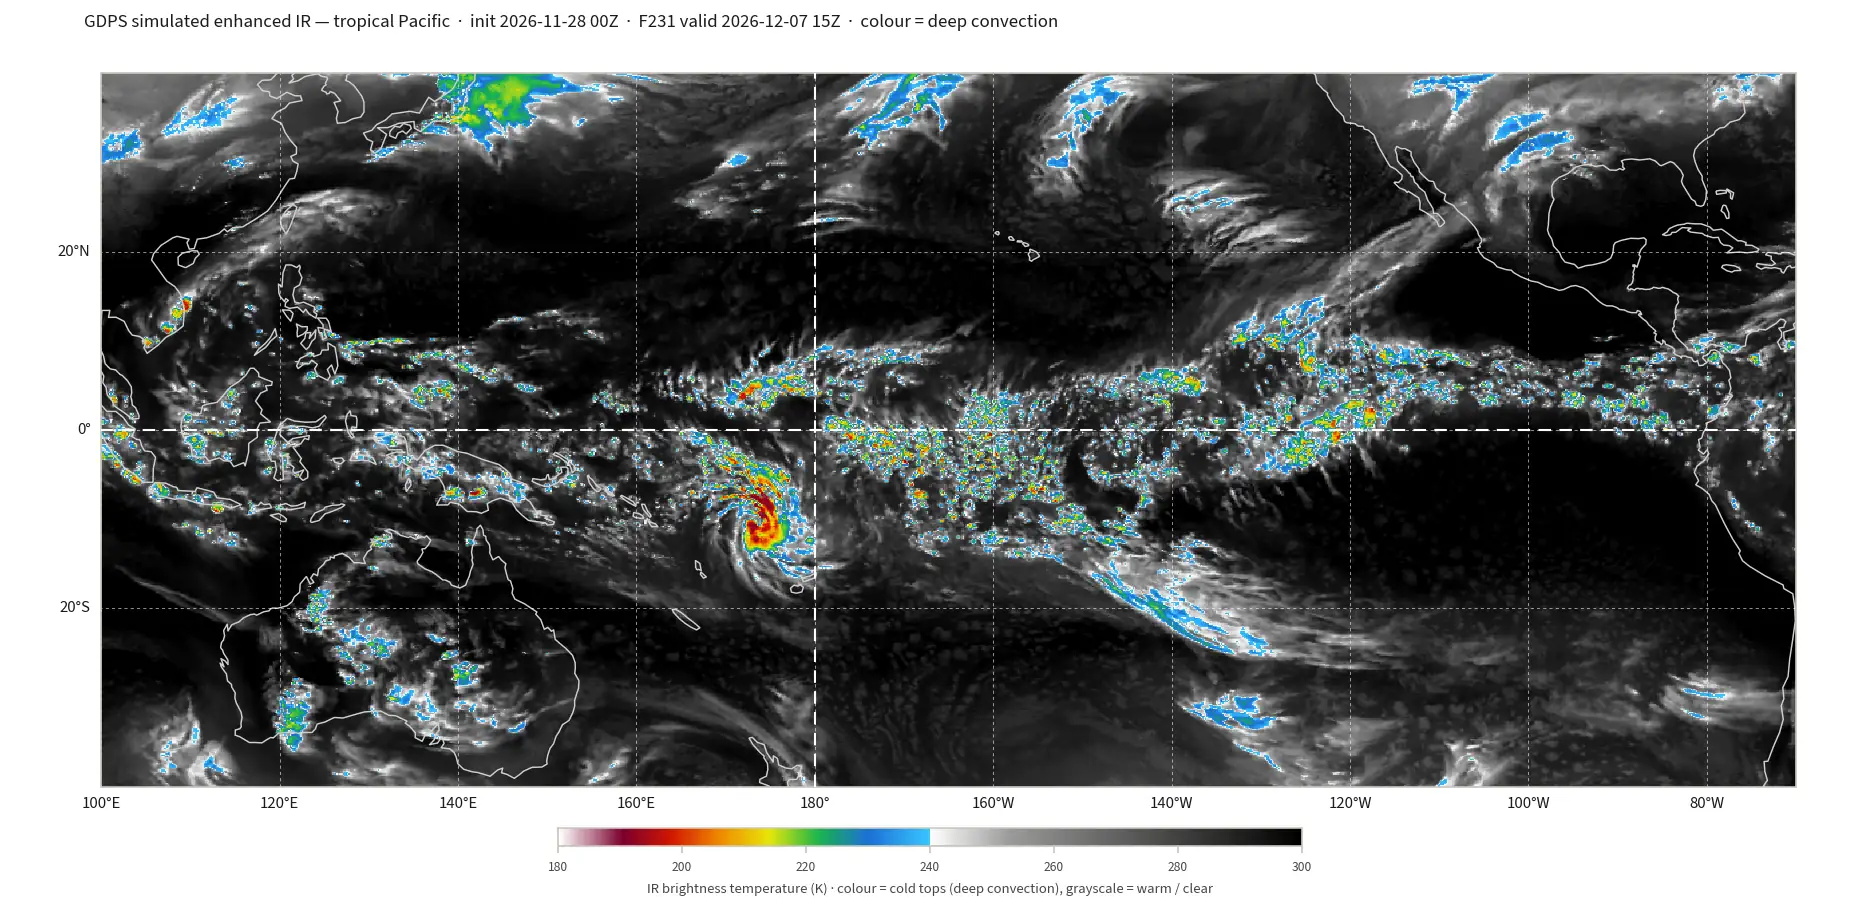 GDPS simulated enhanced IR — tropical Pacific · init 2026-11-28 00Z · F231 valid 2026-12-07 15Z · colour = deep convection
20°N
0°
20°S
100°E 120°E 140°E 160°E 180° 160°W 140°W 120°W 100°W 80°W
180 200 220 240 260 280 300
IR brightness temperature (K) · colour = cold tops (deep convection), grayscale = warm / clear